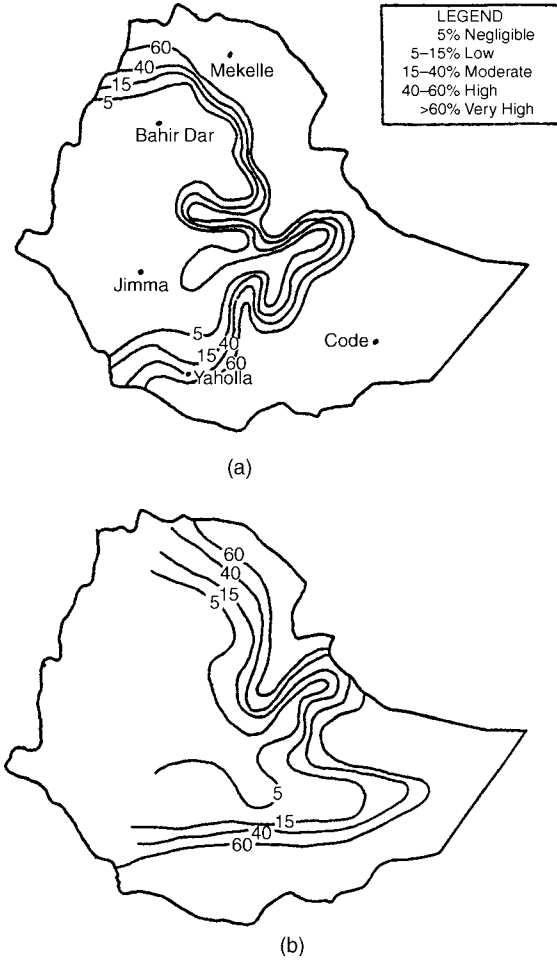 LEGEND
5% Negligible
5–15% Low
15–40% Moderate
40–60% High
>60% Very High
60
40
15
5
Mekelle
Bahir Dar
Jimma
5
15 40
60
Yaholla
Code
(a)
60
40
15
5
5
15
40
60
(b)